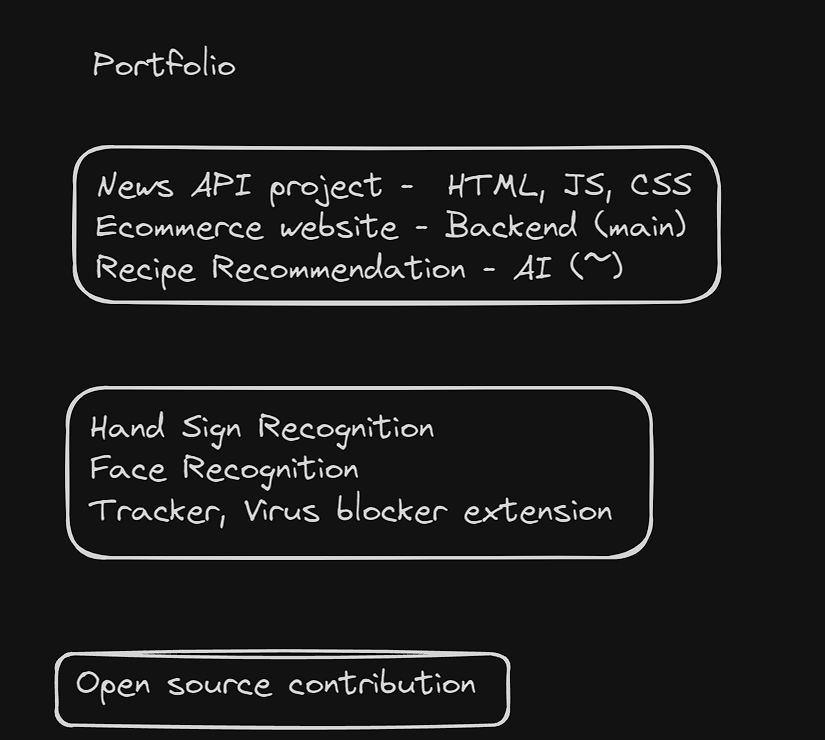 Portfolio
News API project - HTML, JS, CSS
Ecommerce website - Backend (main)
Recipe Recommendation - AI (~)
Hand Sign Recognition
Face Recognition
Tracker, Virus blocker extension
Open source contribution